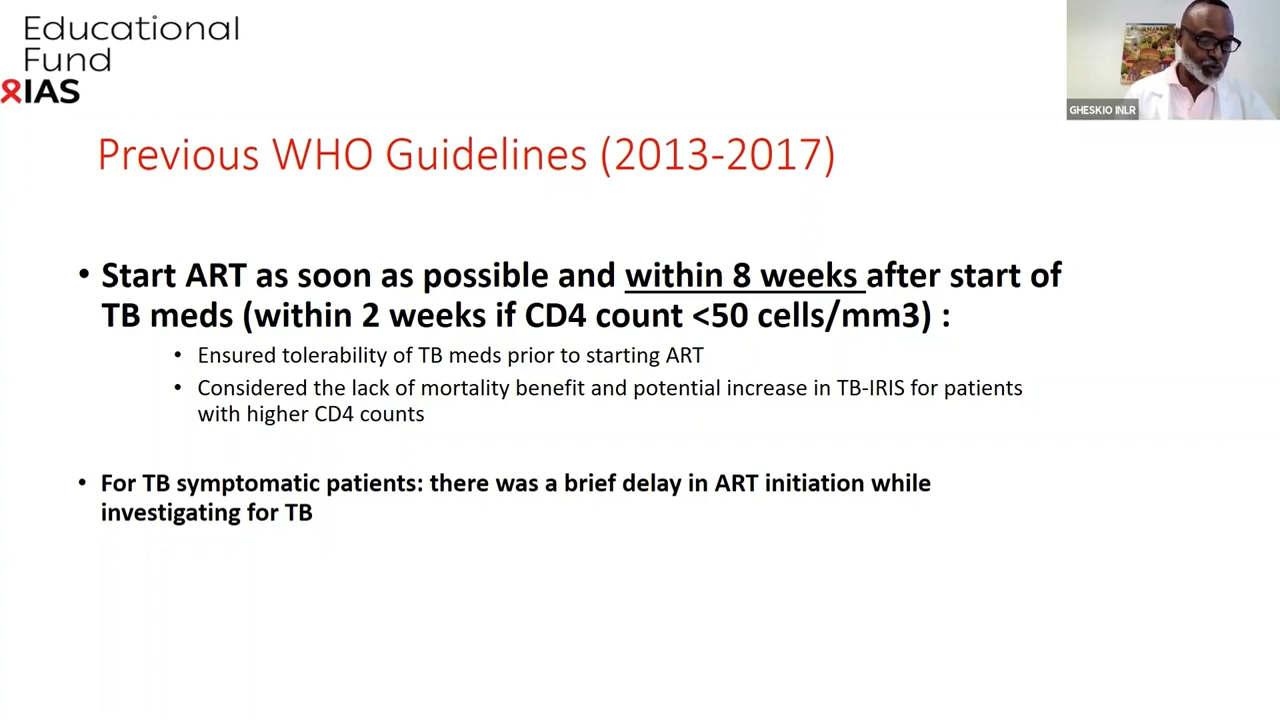 Educational
Fund
IAS
GHESKIO INLR
Previous WHO Guidelines (2013-2017)
• Start ART as soon as possible and within 8 weeks after start of
TB meds (within 2 weeks if CD4 count <50 cells/mm3) :
• Ensured tolerability of TB meds prior to starting ART
• Considered the lack of mortality benefit and potential increase in TB-IRIS for patients
with higher CD4 counts
• For TB symptomatic patients: there was a brief delay in ART initiation while
investigating for TB